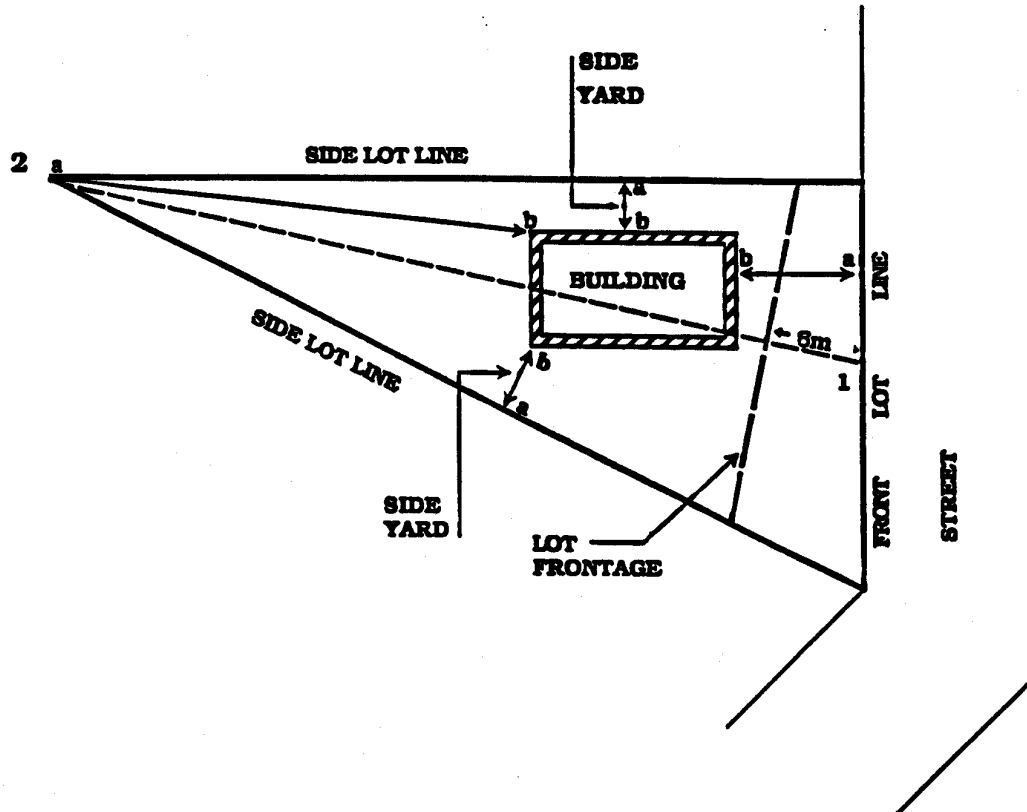 SIDE
YARD
2
a
SIDE LOT LINE
a
b
b
b
a
BUILDING
LINE
SIDE LOT LINE
6m
1
LOT
b
a
FRONT
STREET
SIDE
YARD
LOT
FRONTAGE